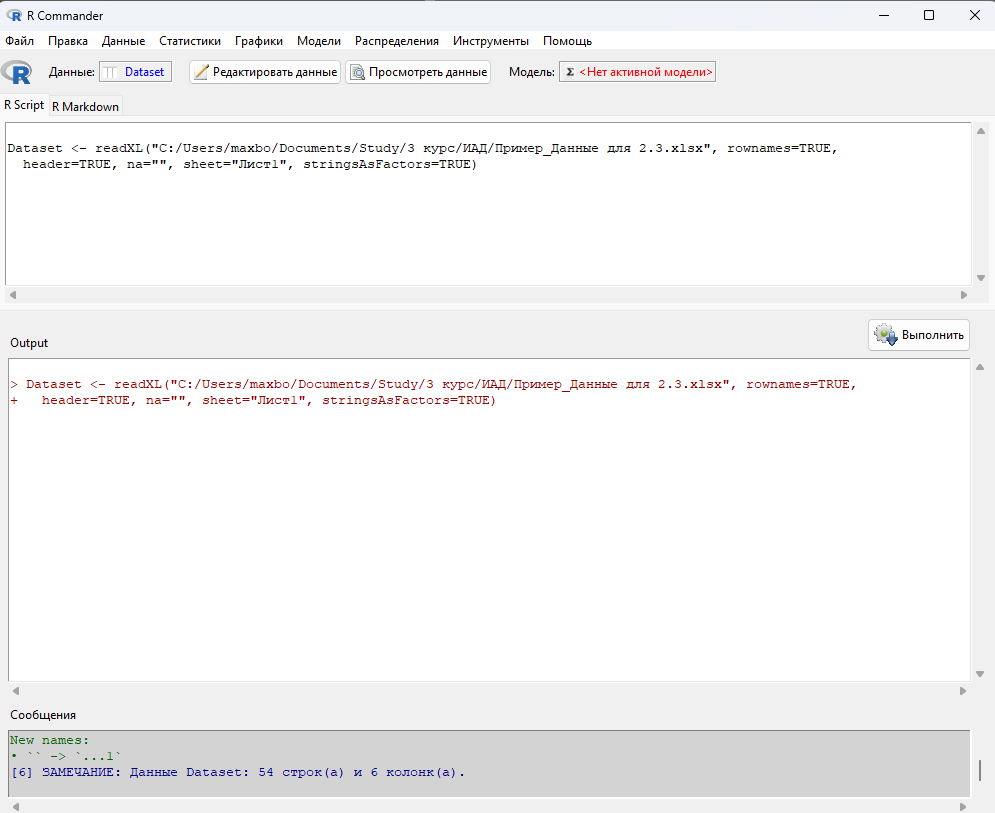 R Commander
Файл Правка Данные Статистики Графики Модели Распределения Инструменты Помощь
Данные: Dataset Редактировать данные Просмотреть данные Модель: Σ <Нет активной модели>
R Script R Markdown
Dataset <- readXL("C:/Users/maxbo/Documents/Study/3 курс/ИАД/Пример_Данные для 2.3.xlsx", rownames=TRUE,
  header=TRUE, na="", sheet="Лист1", stringsAsFactors=TRUE)
Выполнить
Output
> Dataset <- readXL("C:/Users/maxbo/Documents/Study/3 курс/ИАД/Пример_Данные для 2.3.xlsx", rownames=TRUE,
+   header=TRUE, na="", sheet="Лист1", stringsAsFactors=TRUE)
Сообщения
New names:
• `` -> `...1`
[6] ЗАМЕЧАНИЕ: Данные Dataset: 54 строк(а) и 6 колонк(а).